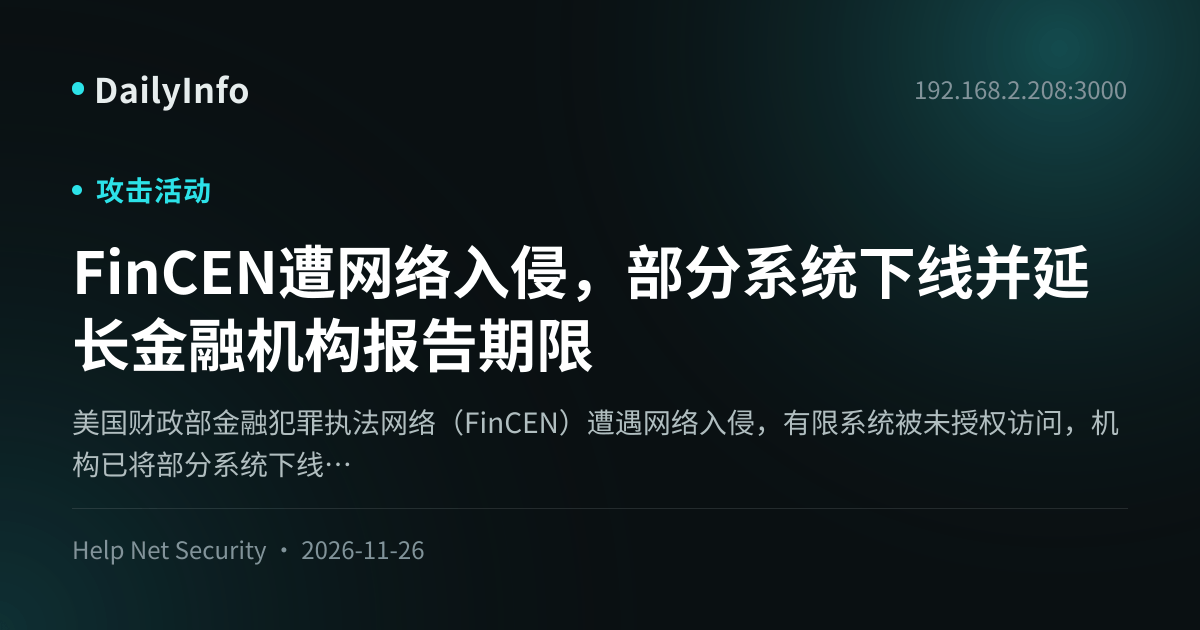 DailyInfo
192.168.2.208:3000
攻击活动
FinCEN遭网络入侵，部分系统下线并延
长金融机构报告期限
美国财政部金融犯罪执法网络（FinCEN）遭遇网络入侵，有限系统被未授权访问，机
构已将部分系统下线…
Help Net Security · 2026-11-26